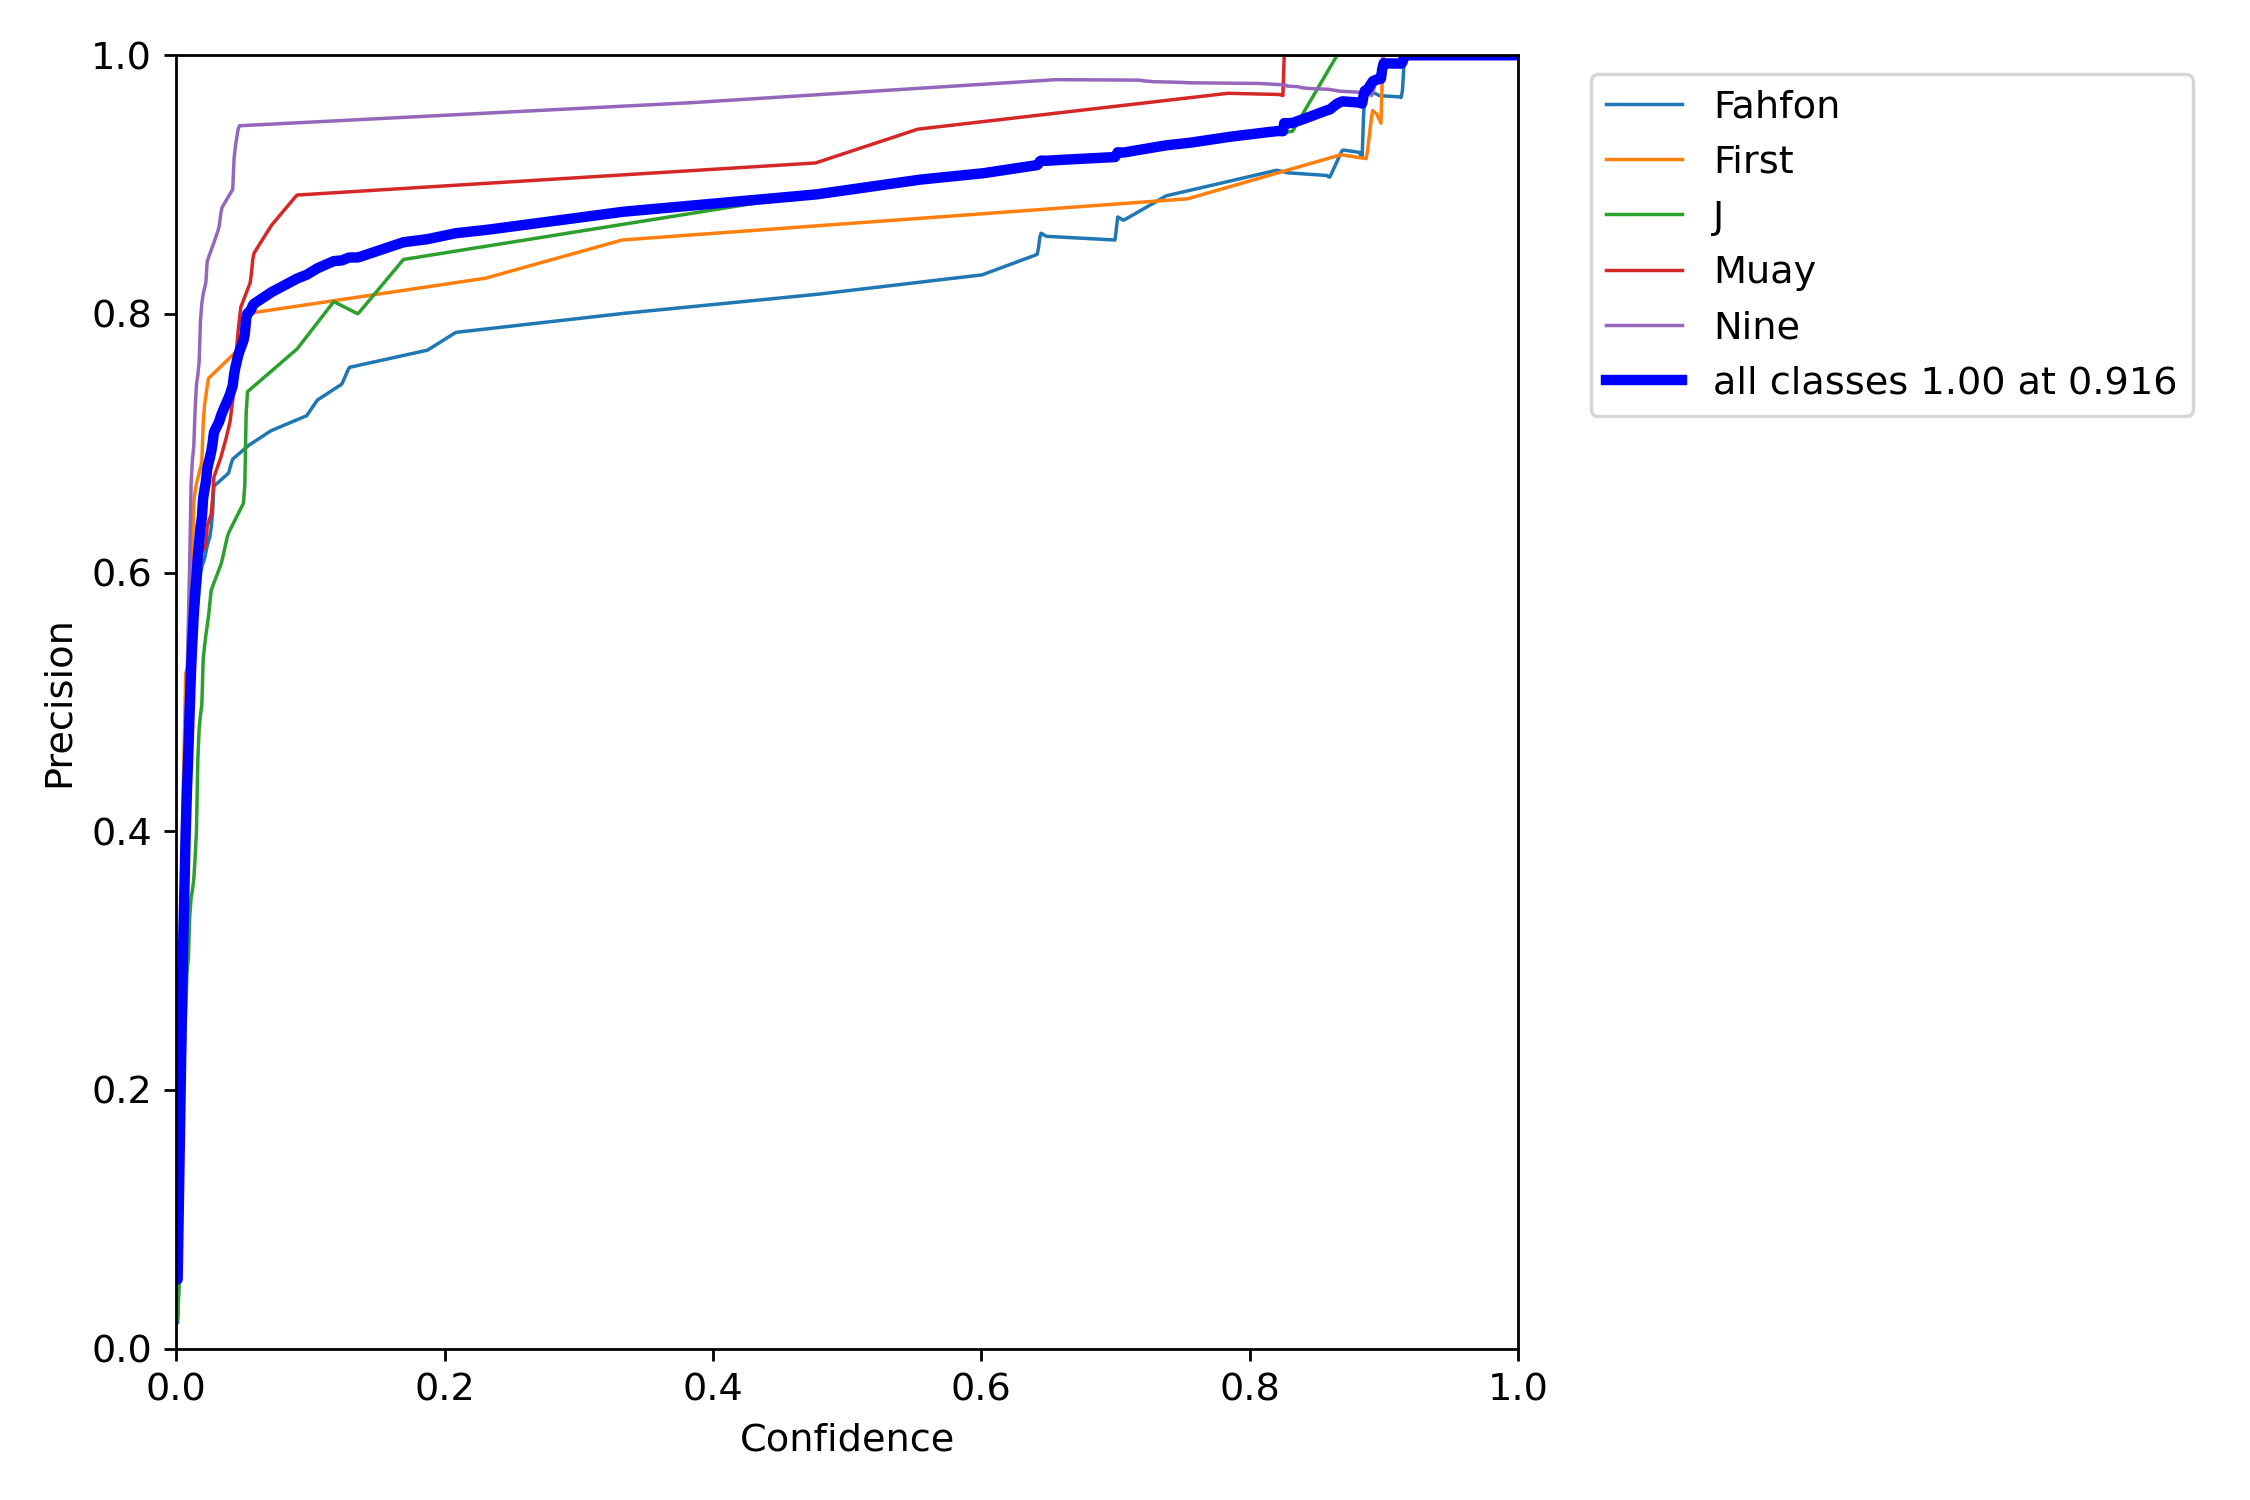 1.0
0.8
0.6
0.4
0.2
0.0
Precision
0.0 0.2 0.4 0.6 0.8 1.0
Confidence
Fahfon
First
J
Muay
Nine
all classes 1.00 at 0.916